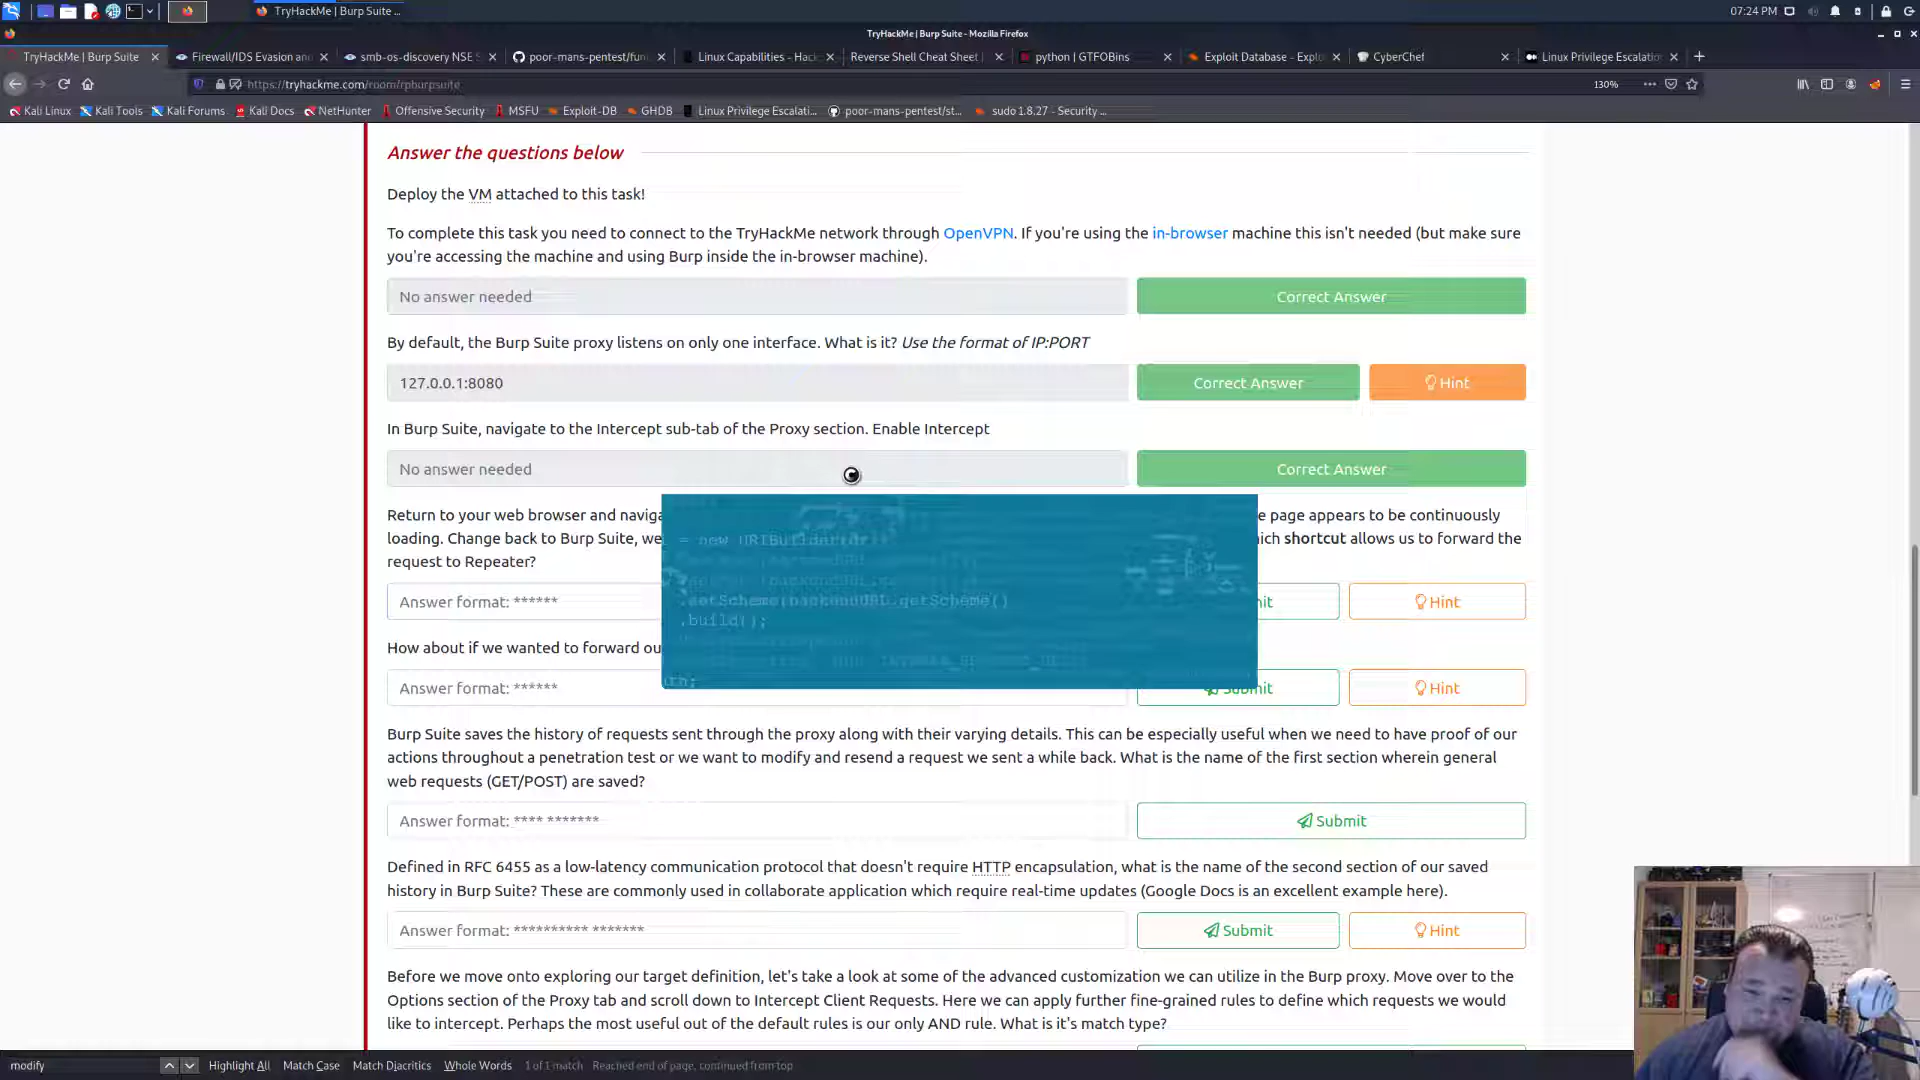 TryHackMe | Burp Suite ...
07:24 PM
TryHackMe | Burp Suite - Mozilla Firefox
TryHackMe | Burp Suite
Firewall/IDS Evasion and
smb-os-discovery NSE S
poor-mans-pentest/fun
Linux Capabilities - Hack
Reverse Shell Cheat Sheet
python | GTFOBins
Exploit Database - Explo
CyberChef
Linux Privilege Escalation
https://tryhackme.com/room/rpburpsuite
130%
Kali Linux
Kali Tools
Kali Forums
Kali Docs
NetHunter
Offensive Security
MSFU
Exploit-DB
GHDB
Linux Privilege Escalati...
poor-mans-pentest/st...
sudo 1.8.27 - Security ...
Answer the questions below
Deploy the VM attached to this task!
To complete this task you need to connect to the TryHackMe network through OpenVPN. If you're using the in-browser machine this isn't needed (but make sure
you're accessing the machine and using Burp inside the in-browser machine).
No answer needed
Correct Answer
By default, the Burp Suite proxy listens on only one interface. What is it? Use the format of IP:PORT
127.0.0.1:8080
Correct Answer
Hint
In Burp Suite, navigate to the Intercept sub-tab of the Proxy section. Enable Intercept
No answer needed
Correct Answer
Return to your web browser and naviga
e page appears to be continuously
loading. Change back to Burp Suite, we
ich shortcut allows us to forward the
request to Repeater?
= new URIBuilder(
.setScheme(backendURL.getScheme()
.build();
Answer format: ******
Hint
How about if we wanted to forward ou
Answer format: ******
Submit
Hint
Burp Suite saves the history of requests sent through the proxy along with their varying details. This can be especially useful when we need to have proof of our
actions throughout a penetration test or we want to modify and resend a request we sent a while back. What is the name of the first section wherein general
web requests (GET/POST) are saved?
Answer format: **** *******
Submit
Defined in RFC 6455 as a low-latency communication protocol that doesn't require HTTP encapsulation, what is the name of the second section of our saved
history in Burp Suite? These are commonly used in collaborate application which require real-time updates (Google Docs is an excellent example here).
Answer format: ********** *******
Submit
Hint
Before we move onto exploring our target definition, let's take a look at some of the advanced customization we can utilize in the Burp proxy. Move over to the
Options section of the Proxy tab and scroll down to Intercept Client Requests. Here we can apply further fine-grained rules to define which requests we would
like to intercept. Perhaps the most useful out of the default rules is our only AND rule. What is it's match type?
modify
Highlight All
Match Case
Match Diacritics
Whole Words
1 of 1 match
Reached end of page, continued from top